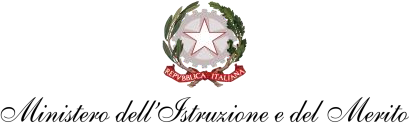 REPVBBLICA ITALIANA
Ministero dell'Istruzione e del Merito